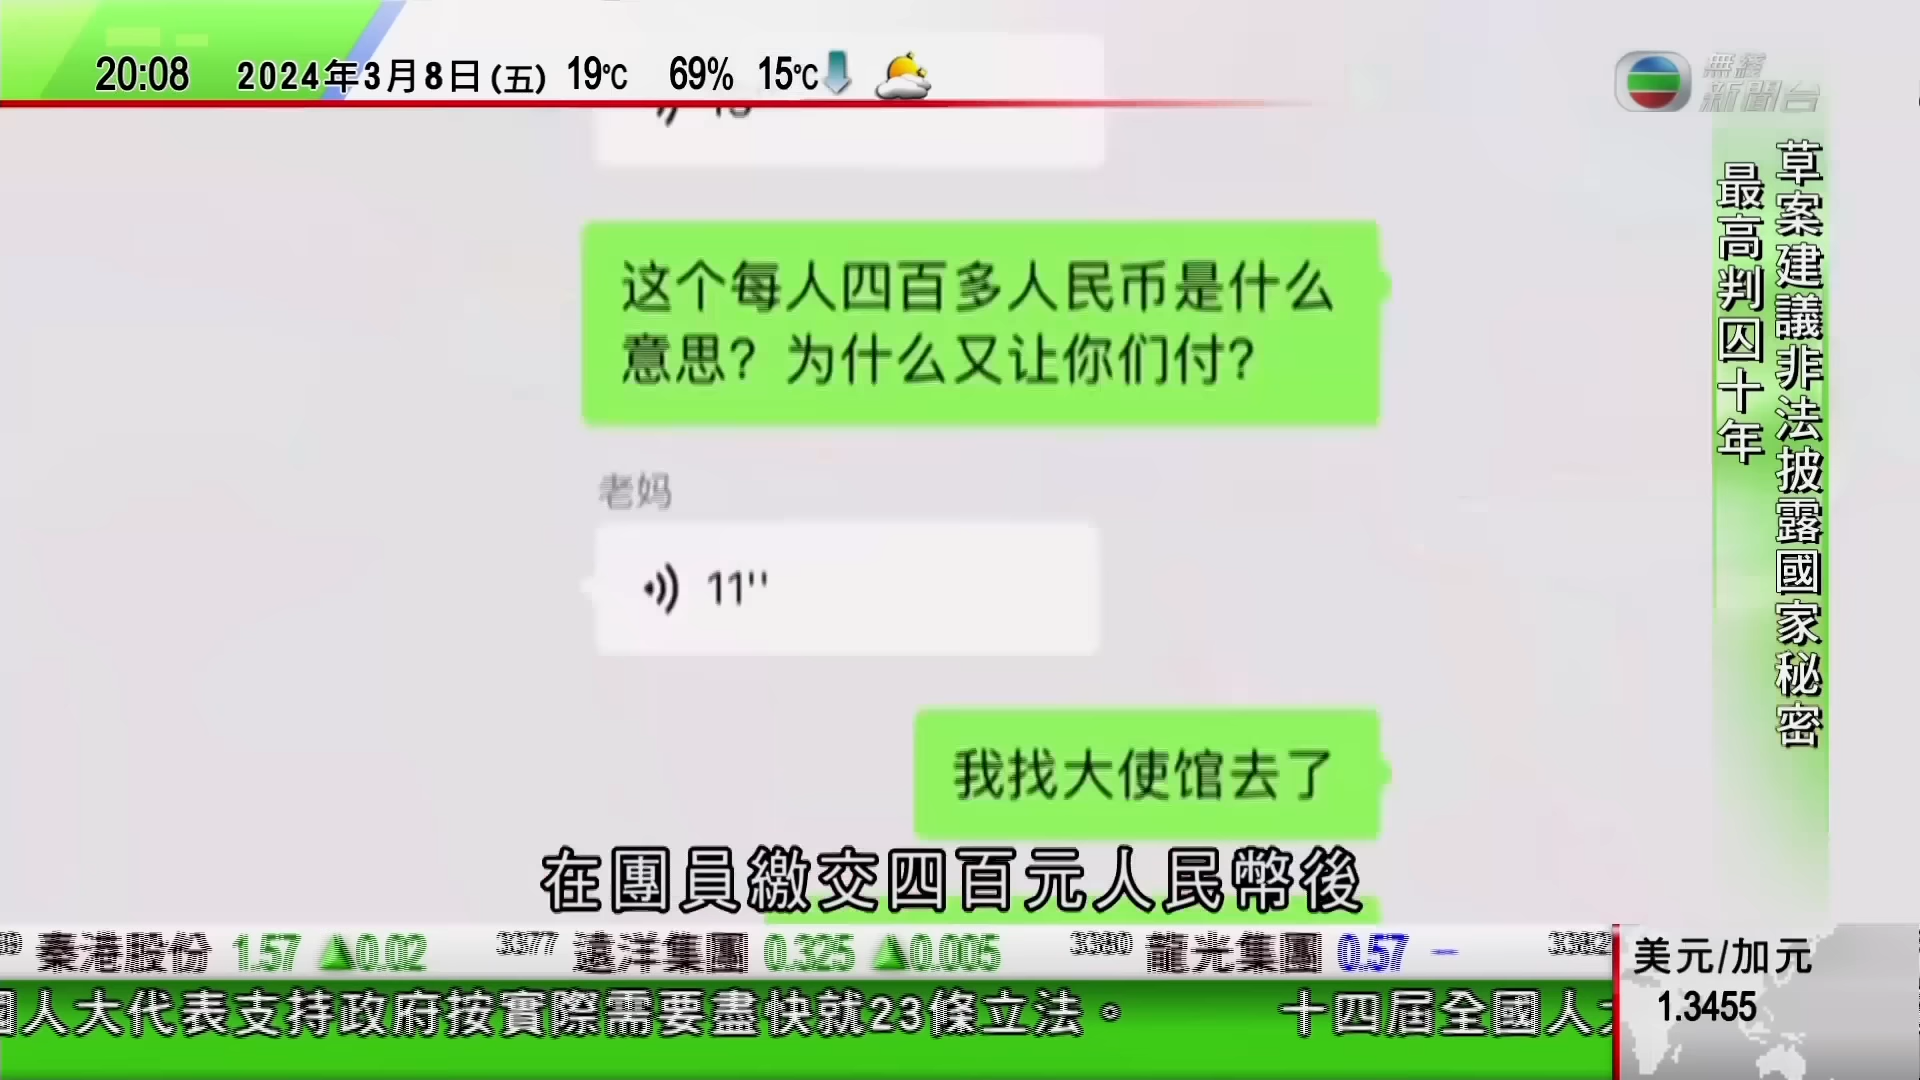 20:08 2024年3月8日(五) 19℃ 69% 15℃
無綫
新聞台
草案建議非法披露國家秘密
最高判囚十年
这个每人四百多人民币是什么
意思？为什么又让你们付？
老妈
11''
我找大使馆去了
在團員繳交四百元人民幣後
秦港股份 1.57 ▲0.02 3377 遠洋集團 0.325 ▲0.005 3380 龍光集團 0.57 – 3382
國人大代表支持政府按實際需要盡快就23條立法。 十四屆全國人大
美元/加元
1.3455